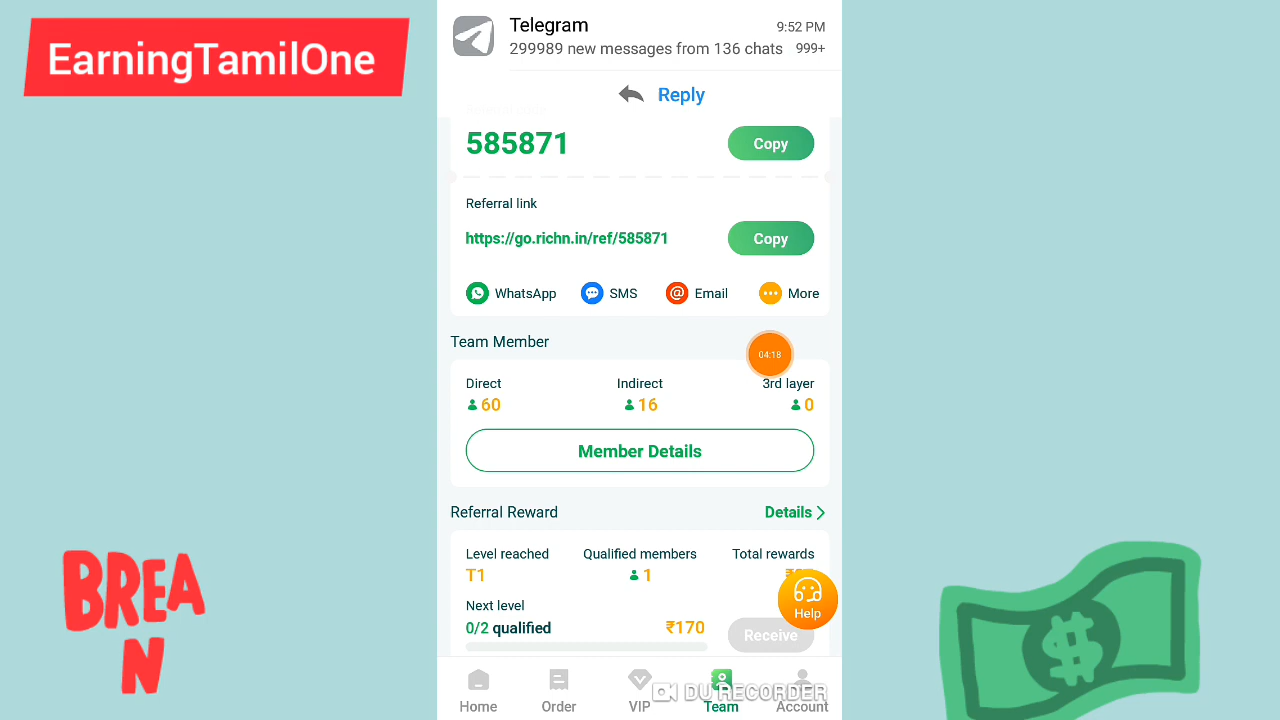 EarningTamilOne
Telegram
9:52 PM
299989 new messages from 136 chats
999+
Reply
585871
Copy
Referral link
https://go.richn.in/ref/585871
Copy
WhatsApp
SMS
Email
More
Team Member
04:18
Direct
Indirect
3rd layer
60
16
0
Member Details
Referral Reward
Details
Level reached
Qualified members
Total rewards
T1
1
Help
Next level
0/2 qualified
₹170
Receive
BREA
N
DU RECORDER
Home
Order
VIP
Team
Account